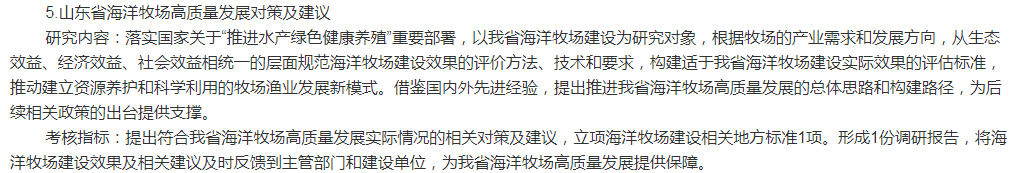 5.山东省海洋牧场高质量发展对策及建议
研究内容：落实国家关于“推进水产绿色健康养殖”重要部署，以我省海洋牧场建设为研究对象，根据牧场的产业需求和发展方向，从生态
效益、经济效益、社会效益相统一的层面规范海洋牧场建设效果的评价方法、技术和要求，构建适于我省海洋牧场建设实际效果的评估标准，
推动建立资源养护和科学利用的牧场渔业发展新模式。借鉴国内外先进经验，提出推进我省海洋牧场高质量发展的总体思路和构建路径，为后
续相关政策的出台提供支撑。
考核指标：提出符合我省海洋牧场高质量发展实际情况的相关对策及建议，立项海洋牧场建设相关地方标准1项。形成1份调研报告，将海
洋牧场建设效果及相关建议及时反馈到主管部门和建设单位，为我省海洋牧场高质量发展提供保障。